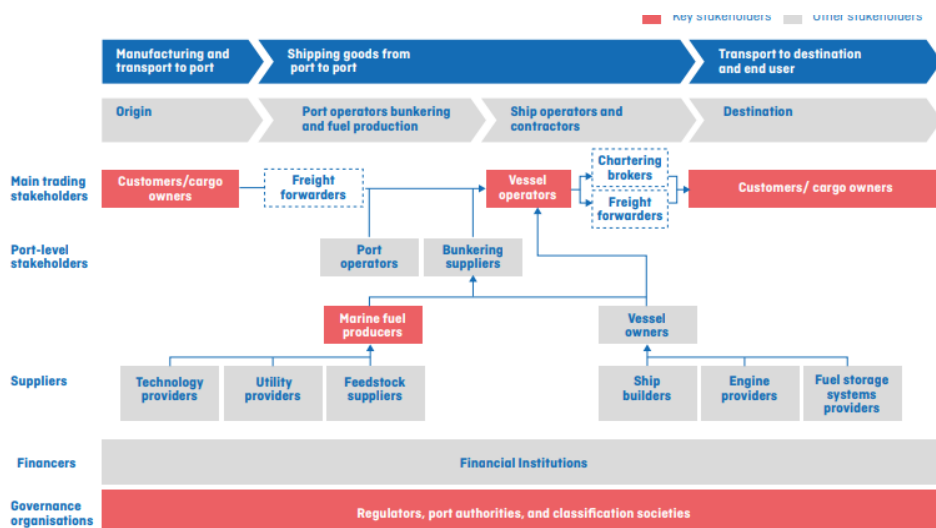 Key stakeholders
Other stakeholders
Manufacturing and
transport to port
Shipping goods from
port to port
Transport to destination
and end user
Origin
Port operators bunkering
and fuel production
Ship operators and
contractors
Destination
Main trading
stakeholders
Customers/cargo
owners
Freight
forwarders
Vessel
operators
Chartering
brokers
Freight
forwarders
Customers/ cargo owners
Port-level
stakeholders
Port
operators
Bunkering
suppliers
Marine fuel
producers
Vessel
owners
Suppliers
Technology
providers
Utility
providers
Feedstock
suppliers
Ship
builders
Engine
providers
Fuel storage
systems
providers
Financers
Financial Institutions
Governance
organisations
Regulators, port authorities, and classification societies